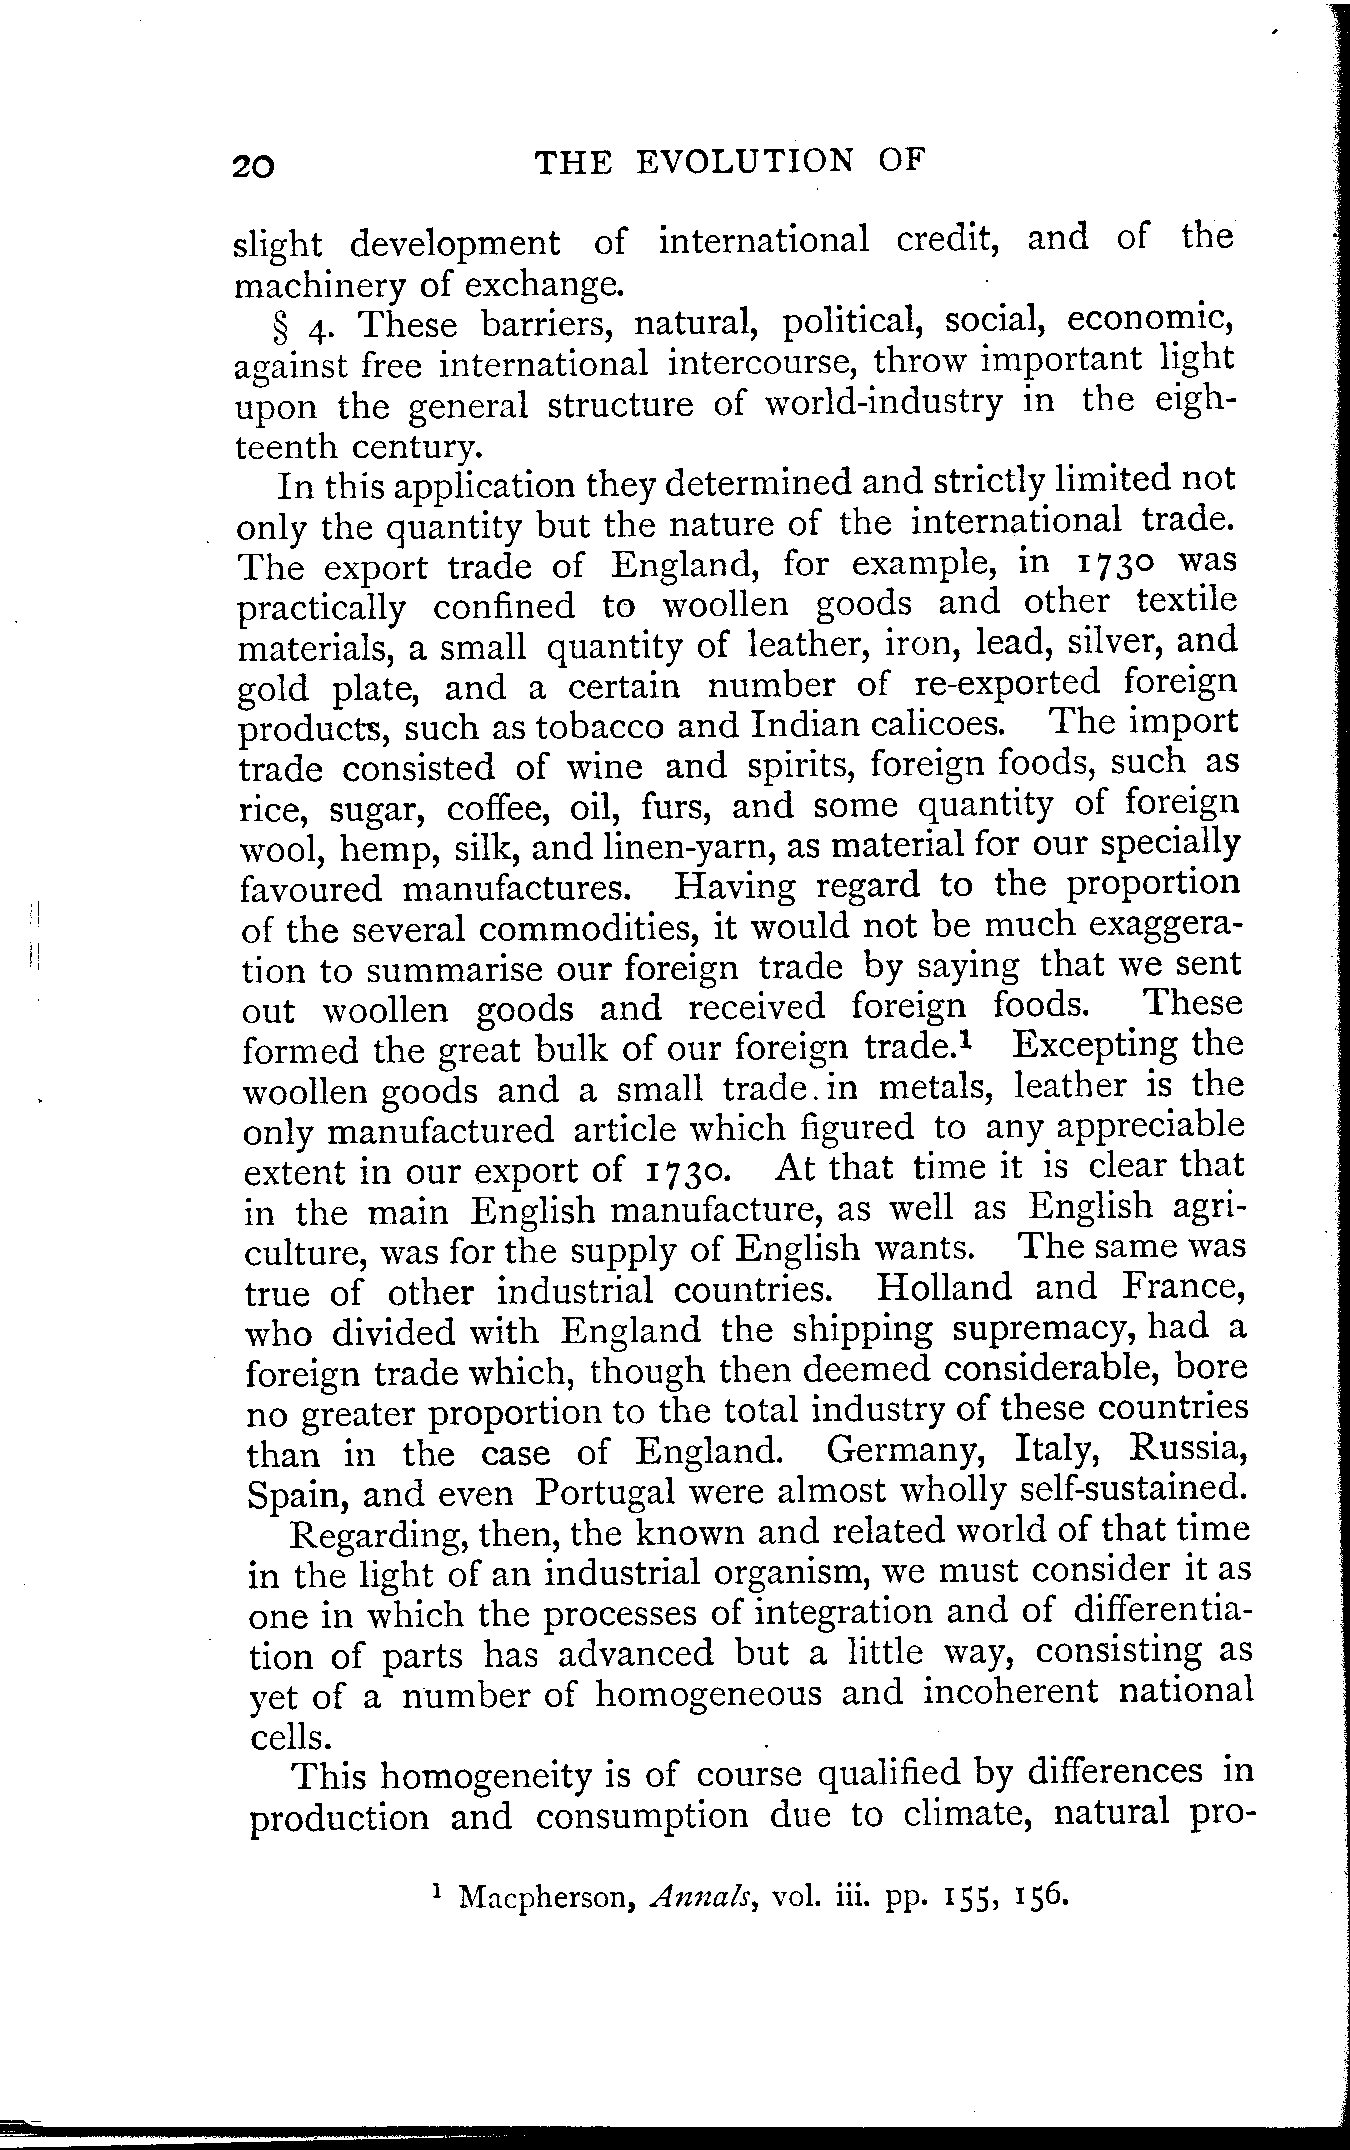 20 THE EVOLUTION OF
slight development of international credit, and of the
machinery of exchange.
§ 4. These barriers, natural, political, social, economic,
against free international intercourse, throw important light
upon the general structure of world-industry in the eigh-
teenth century.
In this application they determined and strictly limited not
only the quantity but the nature of the international trade.
The export trade of England, for example, in 1730 was
practically confined to woollen goods and other textile
materials, a small quantity of leather, iron, lead, silver, and
gold plate, and a certain number of re-exported foreign
products, such as tobacco and Indian calicoes. The import
trade consisted of wine and spirits, foreign foods, such as
rice, sugar, coffee, oil, furs, and some quantity of foreign
wool, hemp, silk, and linen-yarn, as material for our specially
favoured manufactures. Having regard to the proportion
of the several commodities, it would not be much exaggera-
tion to summarise our foreign trade by saying that we sent
out woollen goods and received foreign foods. These
formed the great bulk of our foreign trade.¹ Excepting the
woollen goods and a small trade in metals, leather is the
only manufactured article which figured to any appreciable
extent in our export of 1730. At that time it is clear that
in the main English manufacture, as well as English agri-
culture, was for the supply of English wants. The same was
true of other industrial countries. Holland and France,
who divided with England the shipping supremacy, had a
foreign trade which, though then deemed considerable, bore
no greater proportion to the total industry of these countries
than in the case of England. Germany, Italy, Russia,
Spain, and even Portugal were almost wholly self-sustained.
Regarding, then, the known and related world of that time
in the light of an industrial organism, we must consider it as
one in which the processes of integration and of differentia-
tion of parts has advanced but a little way, consisting as
yet of a number of homogeneous and incoherent national
cells.
This homogeneity is of course qualified by differences in
production and consumption due to climate, natural pro-
¹ Macpherson, Annals, vol. iii. pp. 155, 156.